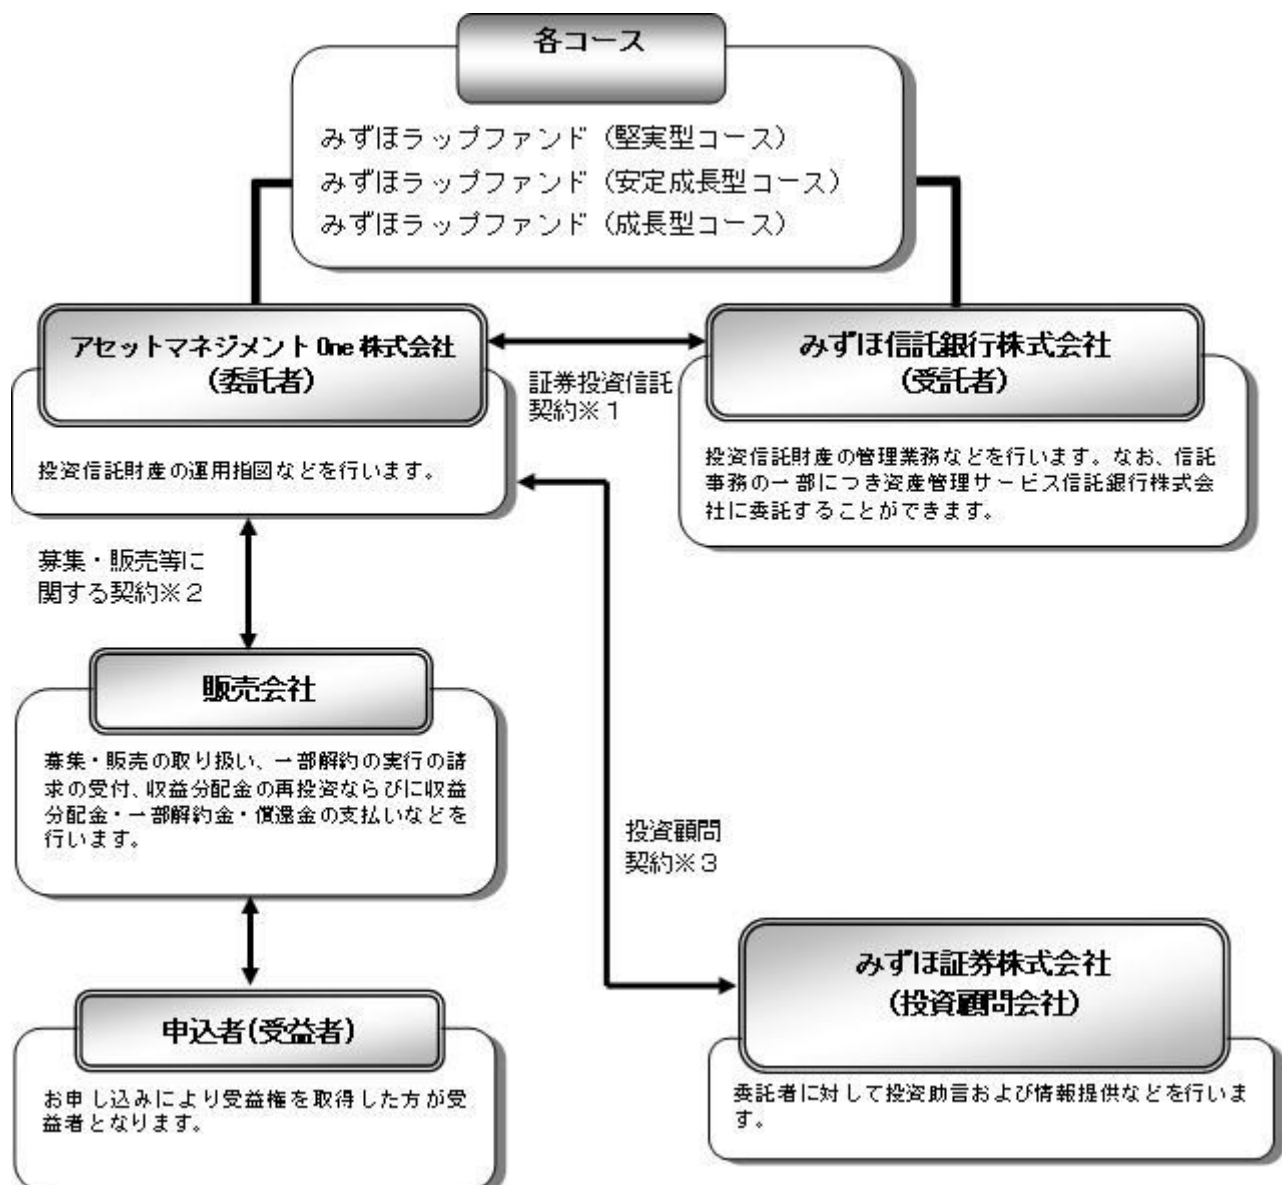 各コース
みずほラップファンド（堅実型コース）
みずほラップファンド（安定成長型コース）
みずほラップファンド（成長型コース）
アセットマネジメントOne株式会社
（委託者）
投資信託財産の運用指図などを行います。
証券投資信託
契約※１
みずほ信託銀行株式会社
（受託者）
投資信託財産の管理業務などを行います。なお、信託
事務の一部につき資産管理サービス信託銀行株式会
社に委託することができます。
募集・販売等に
関する契約※２
販売会社
募集・販売の取り扱い、一部解約の実行の請
求の受付、収益分配金の再投資ならびに収益
分配金・一部解約金・償還金の支払いなどを
行います。
投資顧問
契約※３
みずほ証券株式会社
（投資顧問会社）
委託者に対して投資助言および情報提供などを行いま
す。
申込者(受益者)
お申し込みにより受益権を取得した方が受
益者となります。